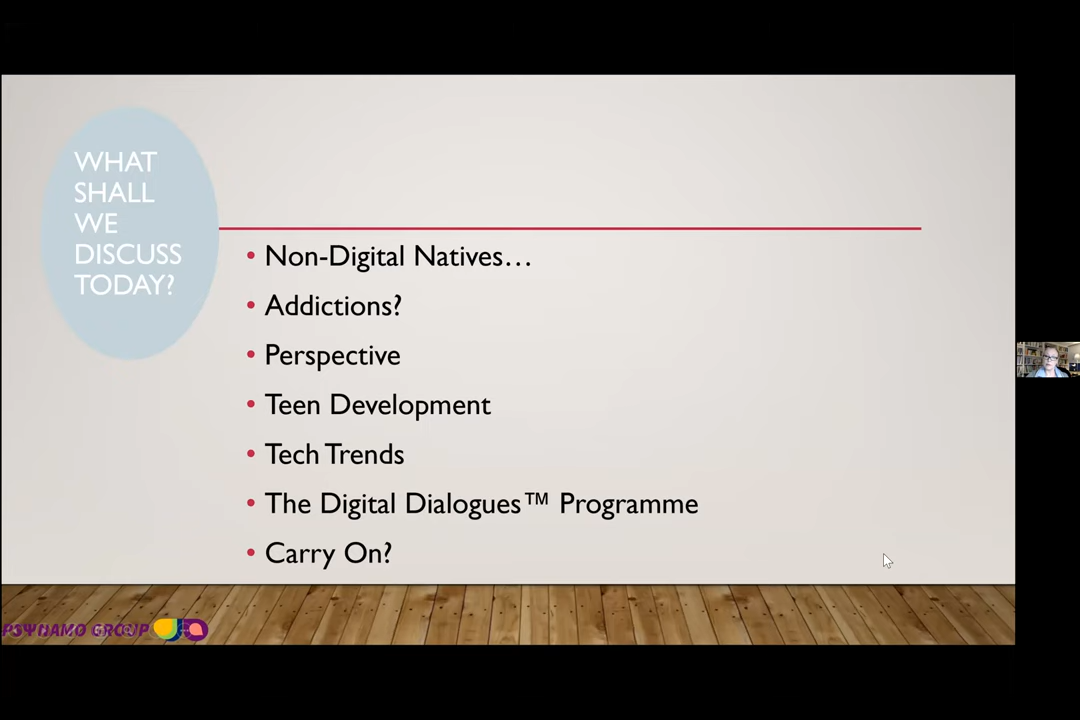 WHAT
SHALL
WE
DISCUSS
TODAY?
• Non-Digital Natives…
• Addictions?
• Perspective
• Teen Development
• Tech Trends
• The Digital Dialogues™ Programme
• Carry On?
GROUP